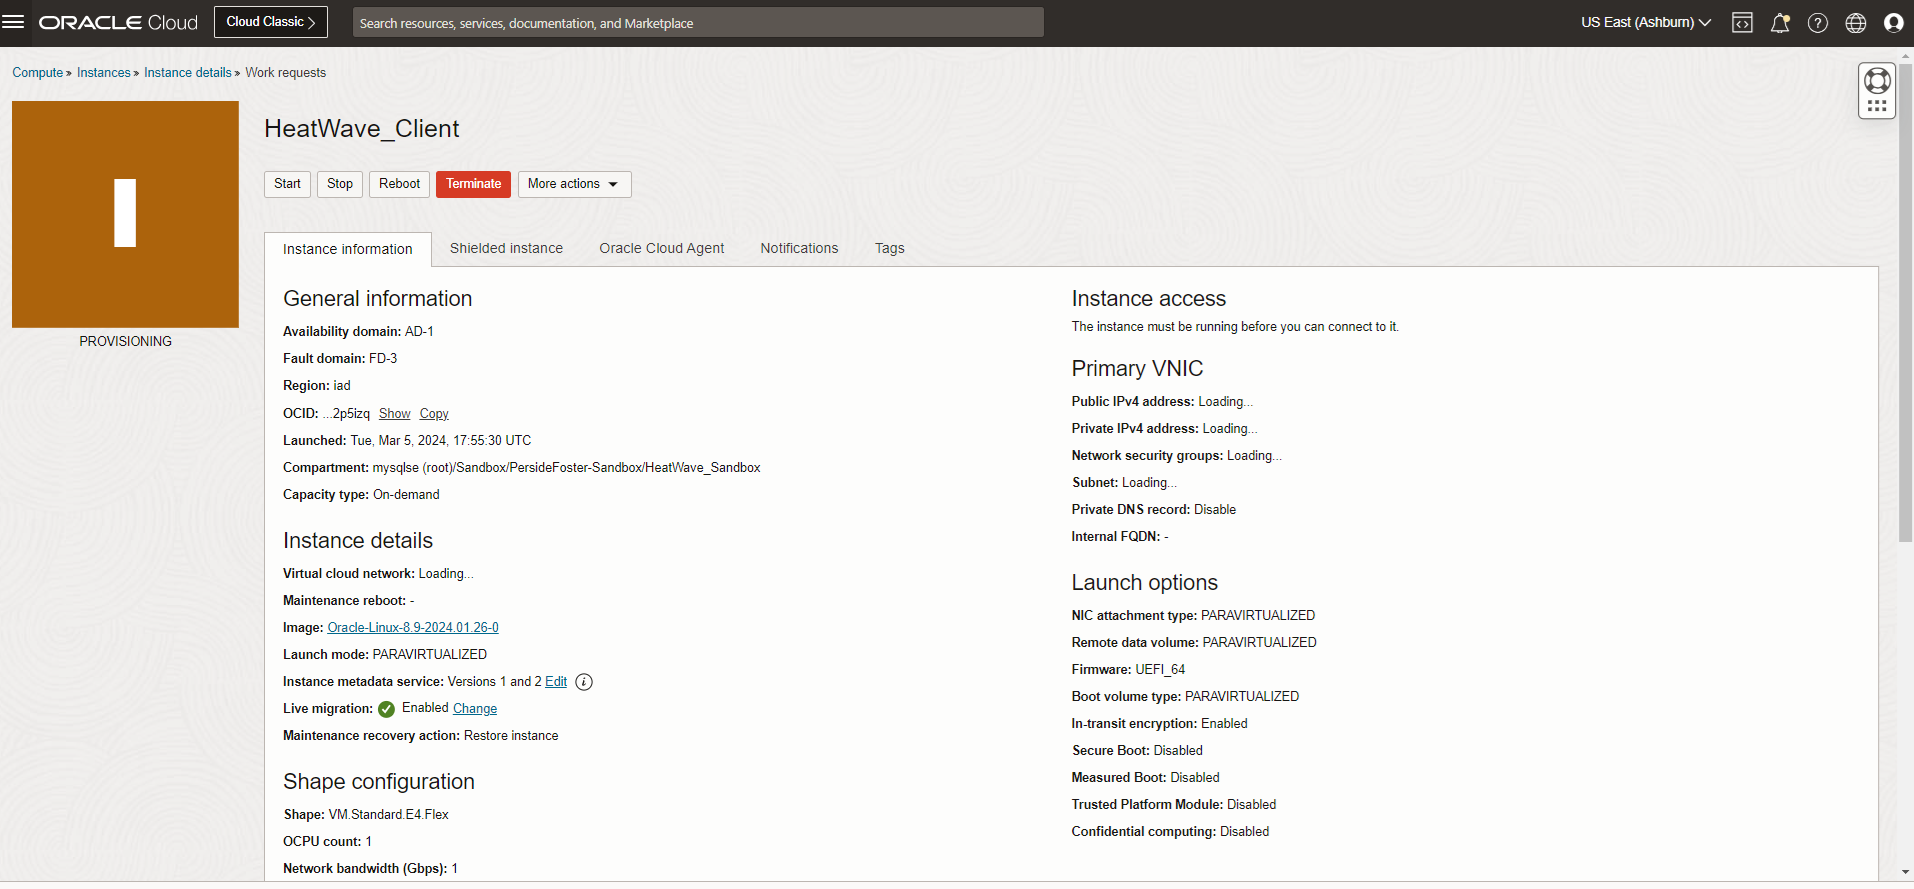 ORACLE Cloud
Cloud Classic
Search resources, services, documentation, and Marketplace
US East (Ashburn)
Compute » Instances » Instance details » Work requests
I
PROVISIONING
HeatWave_Client
Start
Stop
Reboot
Terminate
More actions
Instance information
Shielded instance
Oracle Cloud Agent
Notifications
Tags
General information
Availability domain: AD-1
Fault domain: FD-3
Region: iad
OCID: ...2p5izq Show Copy
Launched: Tue, Mar 5, 2024, 17:55:30 UTC
Compartment: mysqlse (root)/Sandbox/PersideFoster-Sandbox/HeatWave_Sandbox
Capacity type: On-demand
Instance details
Virtual cloud network: Loading...
Maintenance reboot: -
Image: Oracle-Linux-8.9-2024.01.26-0
Launch mode: PARAVIRTUALIZED
Instance metadata service: Versions 1 and 2 Edit i
Live migration: Enabled Change
Maintenance recovery action: Restore instance
Shape configuration
Shape: VM.Standard.E4.Flex
OCPU count: 1
Network bandwidth (Gbps): 1
Instance access
The instance must be running before you can connect to it.
Primary VNIC
Public IPv4 address: Loading...
Private IPv4 address: Loading...
Network security groups: Loading...
Subnet: Loading...
Private DNS record: Disable
Internal FQDN: -
Launch options
NIC attachment type: PARAVIRTUALIZED
Remote data volume: PARAVIRTUALIZED
Firmware: UEFI_64
Boot volume type: PARAVIRTUALIZED
In-transit encryption: Enabled
Secure Boot: Disabled
Measured Boot: Disabled
Trusted Platform Module: Disabled
Confidential computing: Disabled